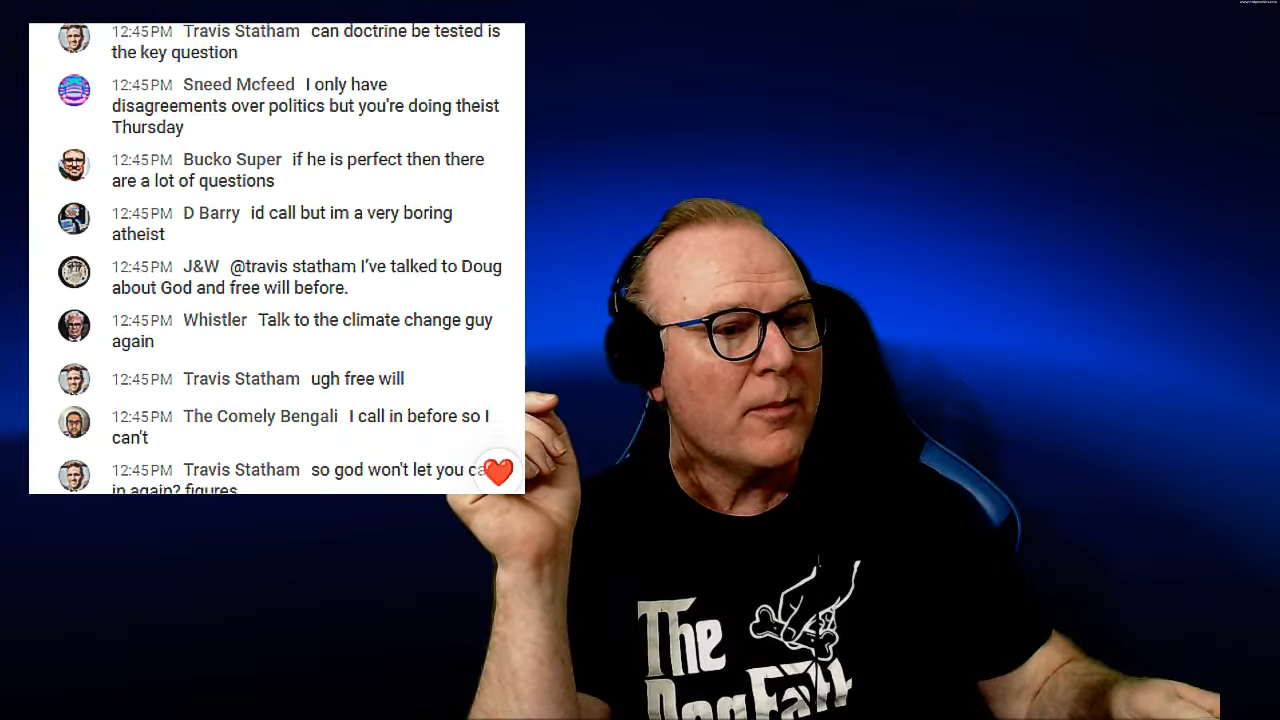 12:45PM Travis Statham can doctrine be tested is
the key question
12:45PM Sneed Mcfeed I only have
disagreements over politics but you're doing theist
Thursday
12:45PM Bucko Super if he is perfect then there
are a lot of questions
12:45PM D Barry id call but im a very boring
atheist
12:45PM J&W @travis statham I've talked to Doug
about God and free will before.
12:45PM Whistler Talk to the climate change guy
again
12:45PM Travis Statham ugh free will
12:45PM The Comely Bengali I call in before so I
can't
12:45PM Travis Statham so god won't let you
in again? figures
The
DogFath